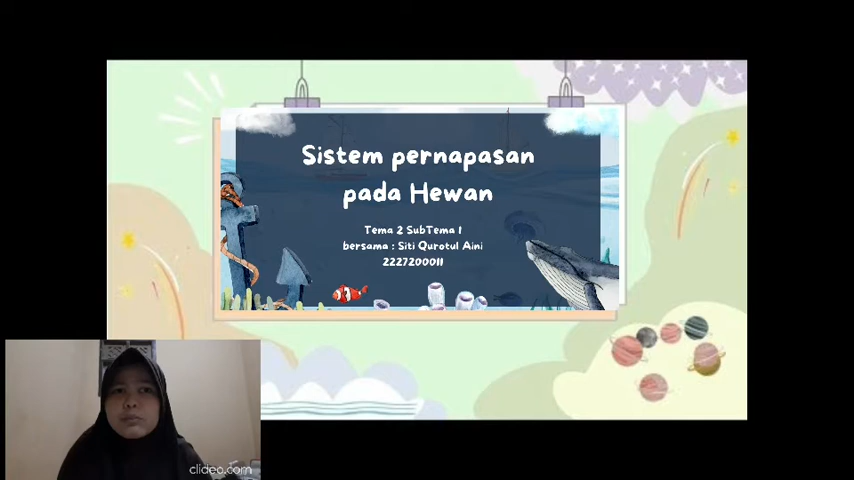 Sistem pernapasan
pada Hewan
Tema 2 SubTema 1
bersama : Siti Qurotul Aini
2227200011
clideo.com